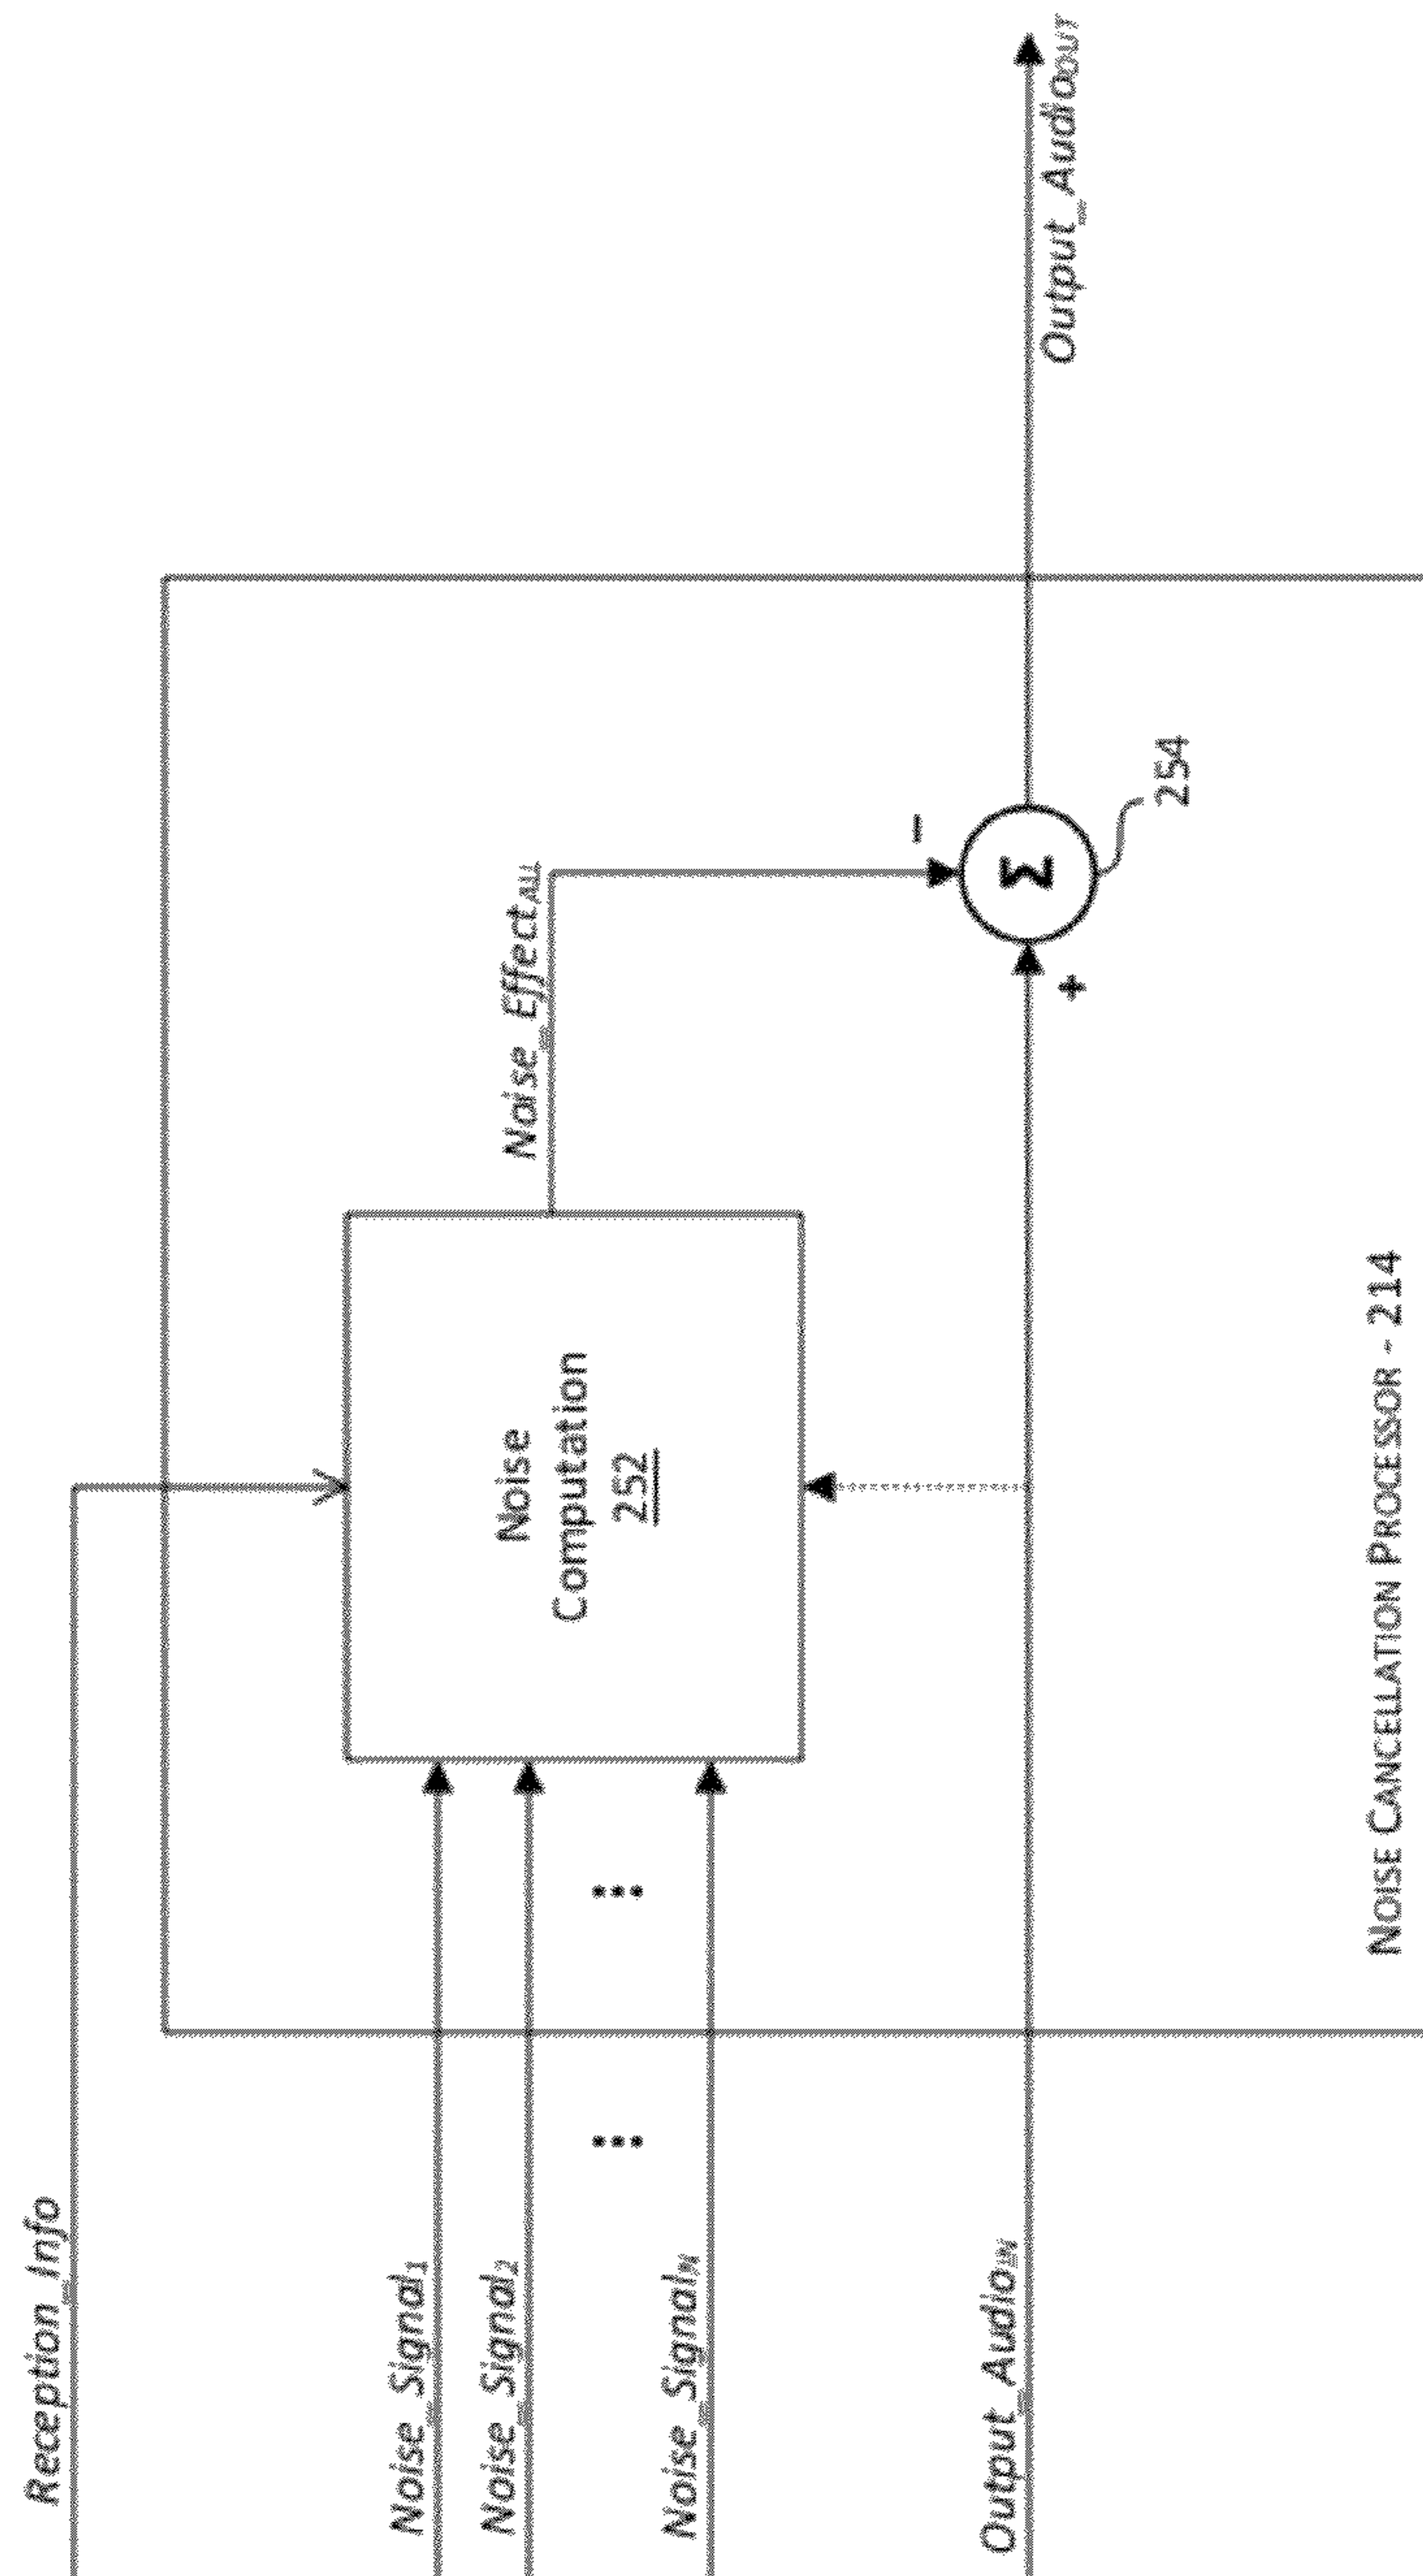 Reception_Info
Noise_Signal1
Noise_Signal2
...
...
Noise_SignalN
Output_AudioIN
Noise
Computation
252
Noise_EffectALL
−
+
Σ
254
Output_AudioOUT
NOISE CANCELLATION PROCESSOR - 214